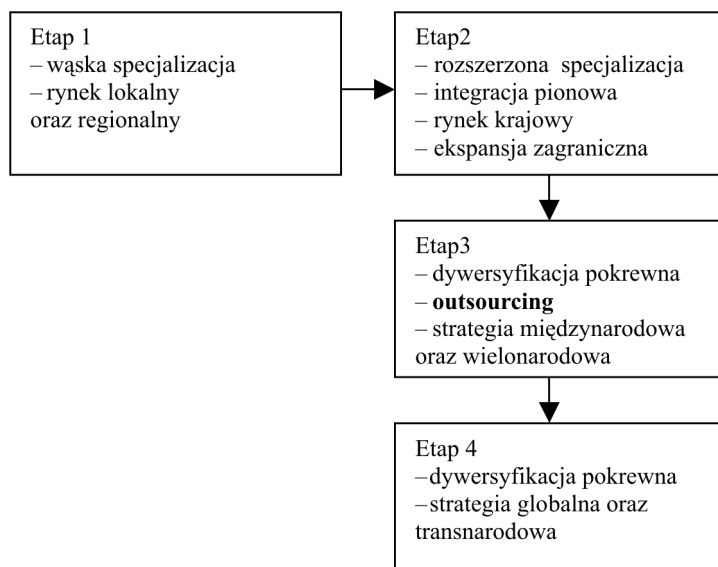 Etap 1
– wąska specjalizacja
– rynek lokalny
oraz regionalny
Etap2
– rozszerzona specjalizacja
– integracja pionowa
– rynek krajowy
– ekspansja zagraniczna
Etap3
– dywersyfikacja pokrewna
– outsourcing
– strategia międzynarodowa
oraz wielonarodowa
Etap 4
– dywersyfikacja pokrewna
– strategia globalna oraz
transnarodowa